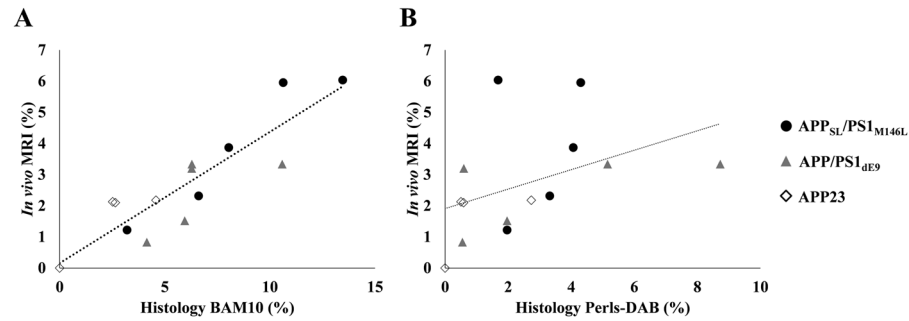 A
In vivo MRI (%)
7
6
5
4
3
2
1
0
0 5 10 15
Histology BAM10 (%)
B
In vivo MRI (%)
7
6
5
4
3
2
1
0
0 2 4 6 8 10
Histology Perls-DAB (%)
APPSL/PS1M146L
APP/PS1dE9
APP23